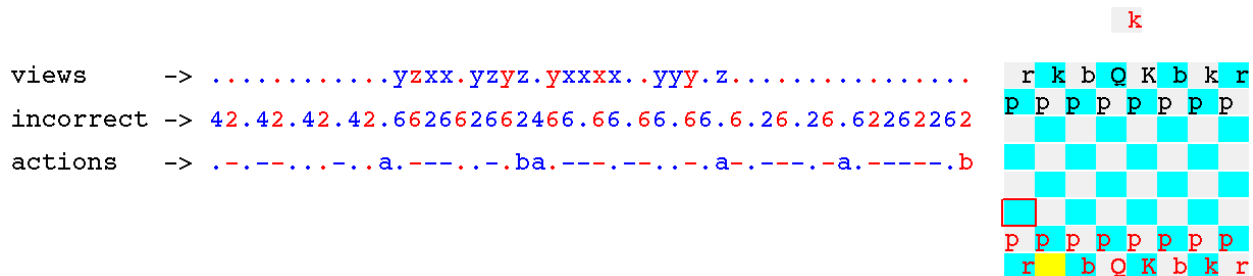 k
views -> ............yzxx.yzyz.yxxxx..yyy.z................
incorrect -> 42.42.42.42.662662662466.66.66.66.6.26.26.62262262
actions -> .-.--...-..a.---..-.ba.---.--..-.a-.---.-a.-----.b
r k b Q K b k r
p p p p p p p p
p p p p p p p p
r b Q K b k r